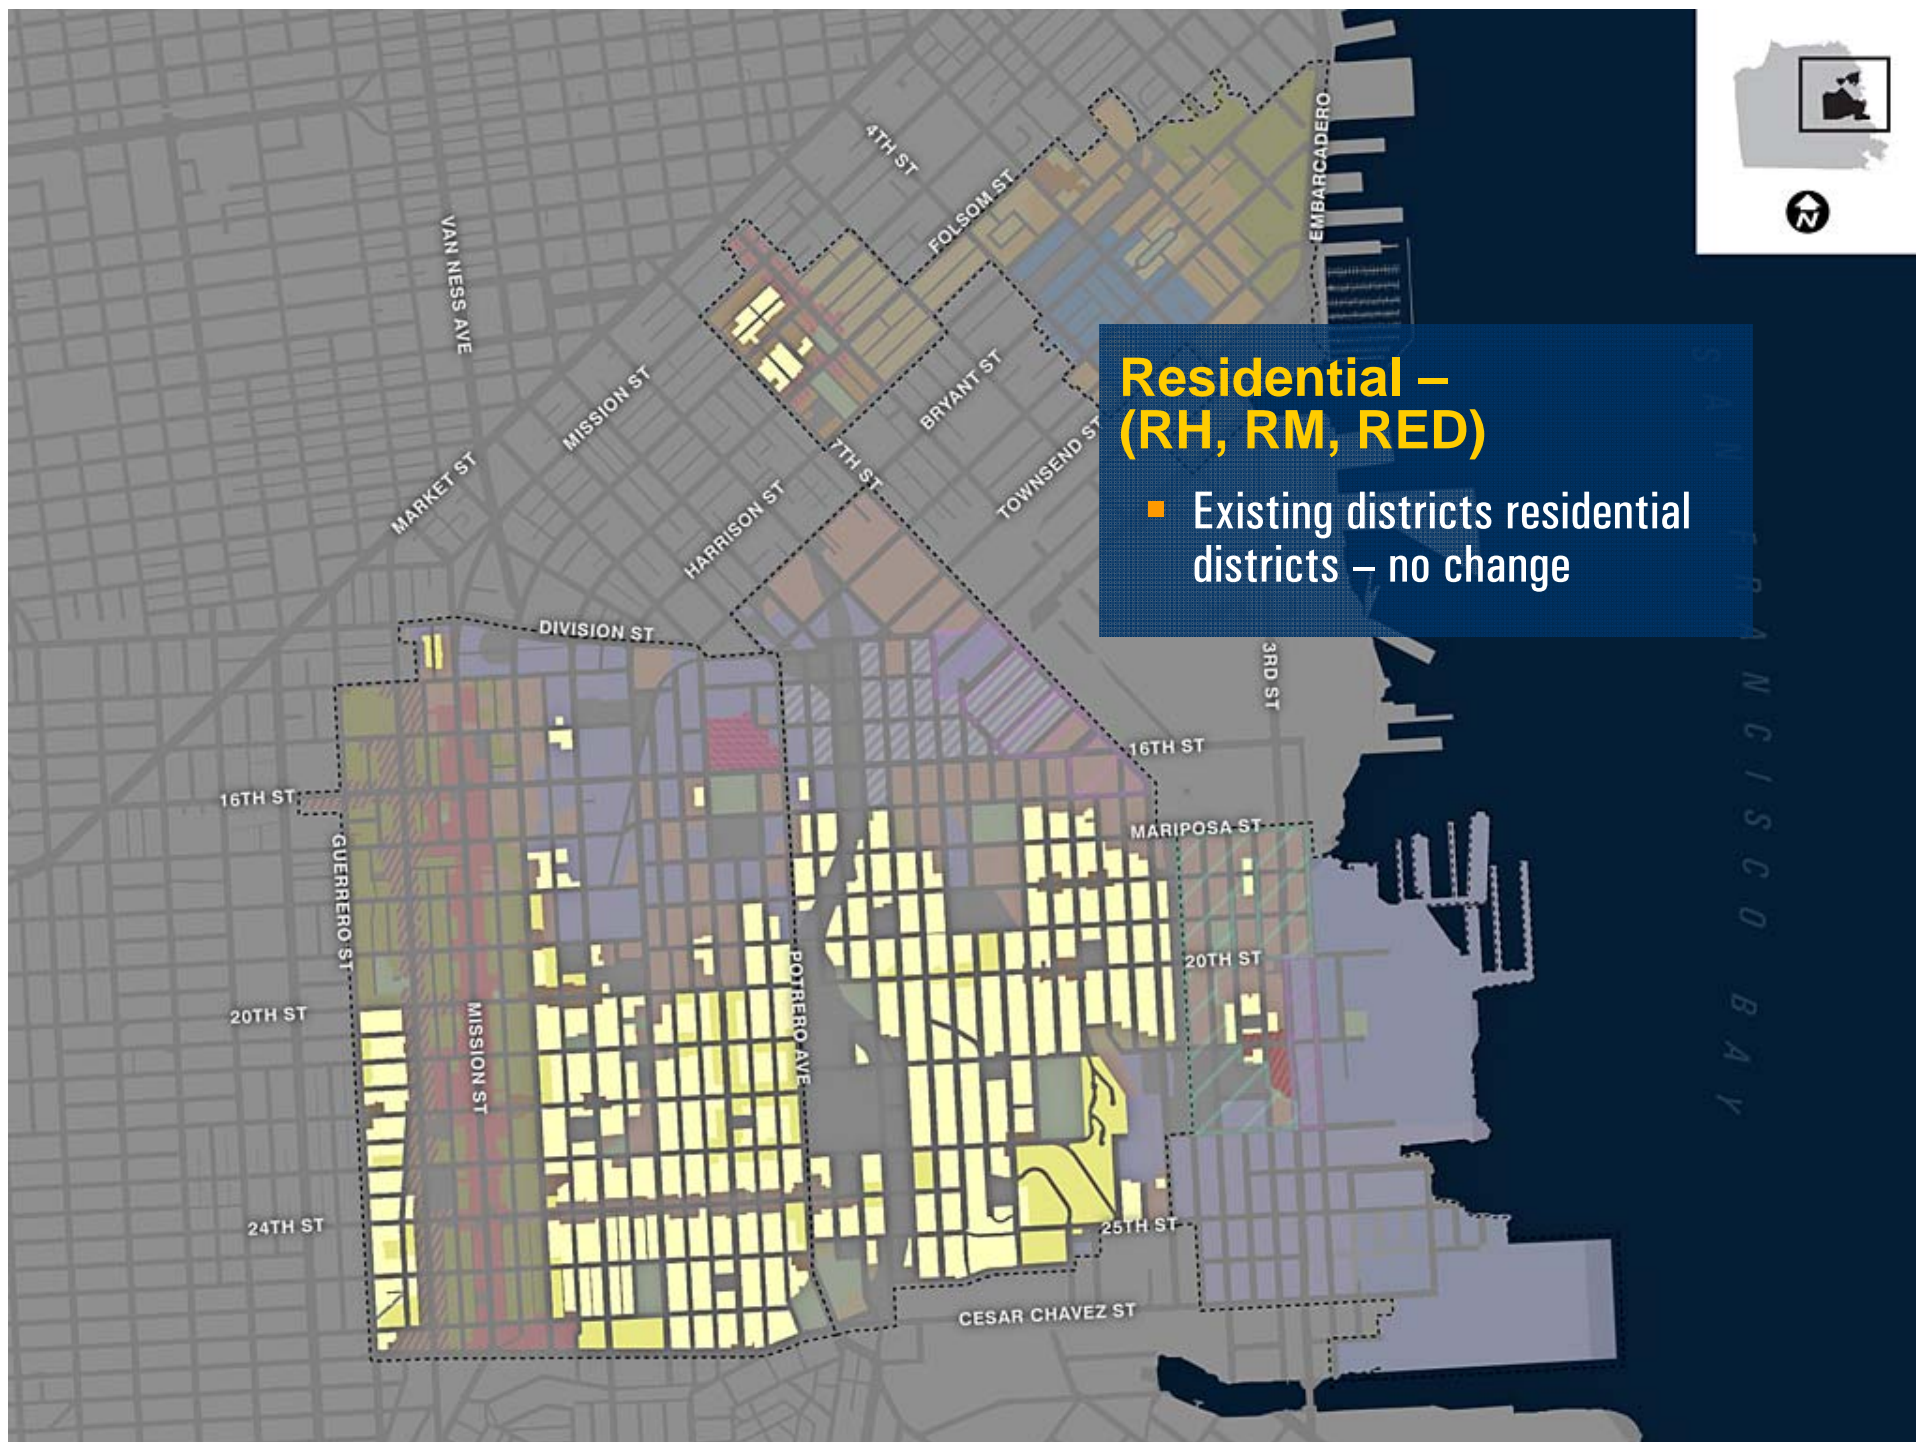 N
4TH ST
EMBARCADERO
FOLSOM ST
VAN NESS AVE
Residential –
(RH, RM, RED)
Existing districts residential
districts – no change
MISSION ST
BRYANT ST
TOWNSEND ST
7TH ST
MARKET ST
HARRISON ST
DIVISION ST
3RD ST
SAN FRANCISCO BAY
16TH ST
16TH ST
MARIPOSA ST
GUERRERO ST
20TH ST
POTRERO AVE
20TH ST
MISSION ST
24TH ST
25TH ST
CESAR CHAVEZ ST